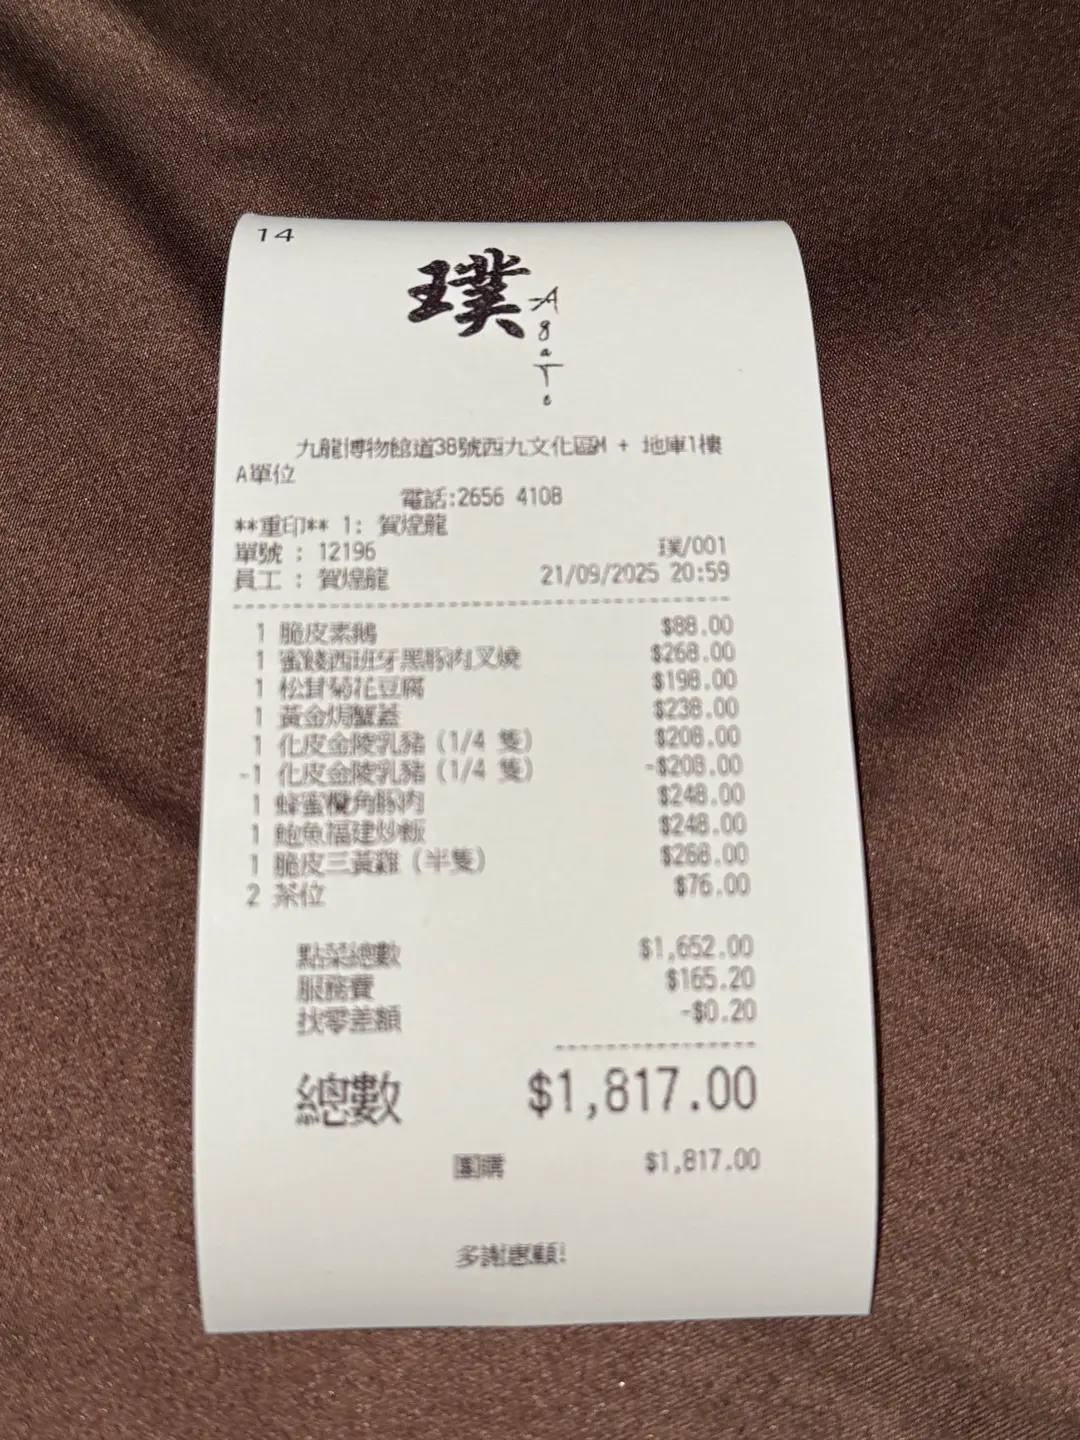 14
璞
AgaTe
九龍博物館道38號西九文化區M + 地庫1樓
A單位
電話:2656 4108
**重印** 1: 賀煌龍
單號 : 12196 璞/001
員工 : 賀煌龍 21/09/2025 20:59
1 脆皮素鵝 $88.00
1 蜜餞西班牙黑豚肉叉燒 $268.00
1 松茸菊花豆腐 $198.00
1 黃金焗蟹蓋 $238.00
1 化皮金陵乳豬 (1/4 隻) $208.00
-1 化皮金陵乳豬 (1/4 隻) -$208.00
1 蜂蜜欖角豚肉 $248.00
1 鮑魚福建炒飯 $248.00
1 脆皮三黃雞 (半隻) $268.00
2 茶位 $76.00
點菜總數 $1,652.00
服務費 $165.20
找零差額 -$0.20
總數 $1,817.00
團購 $1,817.00
多謝惠顧!